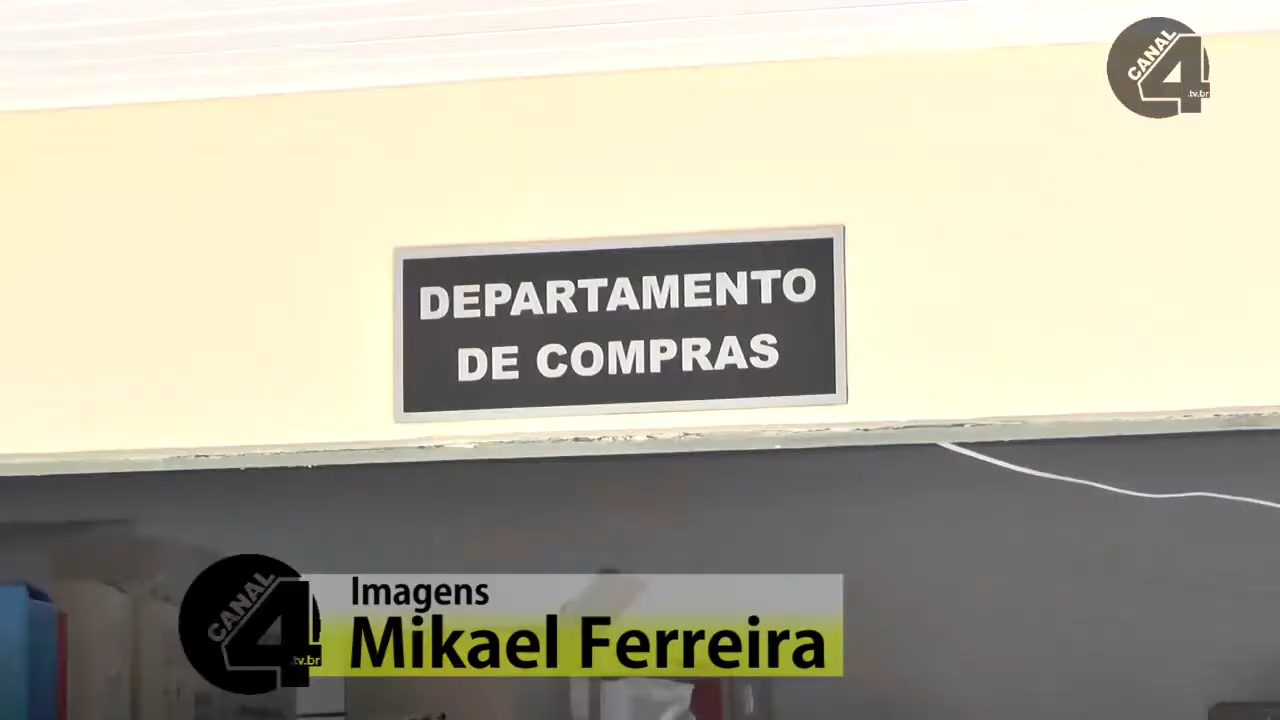 CANAL
4
.tv.br
DEPARTAMENTO
DE COMPRAS
CANAL
4
.tv.br
Imagens
Mikael Ferreira